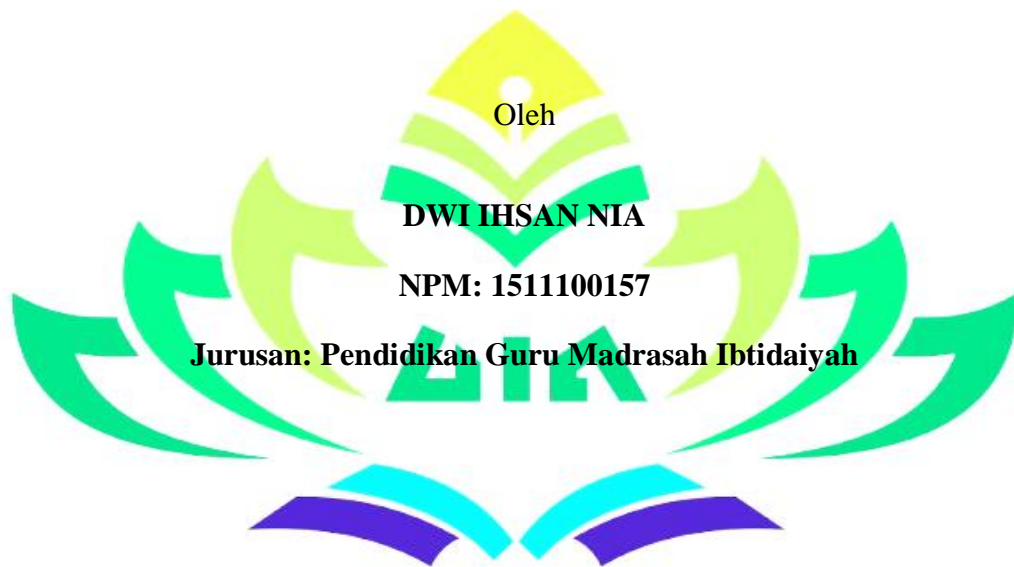 Oleh
DWI IHSAN NIA
NPM: 1511100157
Jurusan: Pendidikan Guru Madrasah Ibtidaiyah